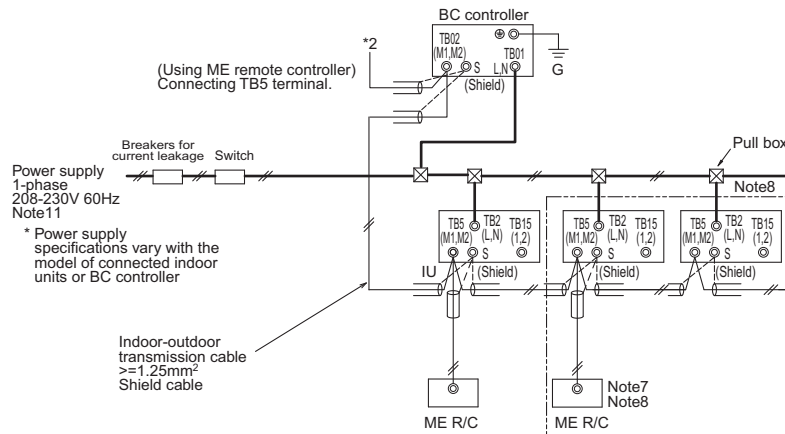 BC controller
*2
TB02
(M1,M2)
S
(Shield)
TB01
L,N
G
(Using ME remote controller)
Connecting TB5 terminal.
Breakers for
current leakage
Switch
Pull box
Power supply
1-phase
208-230V 60Hz
Note11
* Power supply
specifications vary with the
model of connected indoor
units or BC controller
Note8
TB5
(M1,M2)
TB2
(L,N)
TB15
(1,2)
S
(Shield)
IU
TB5
(M1,M2)
TB2
(L,N)
TB15
(1,2)
S
(Shield)
TB5
(M1,M2)
TB2
(L,N)
TB15
(1,2)
S
(Shield)
Indoor-outdoor
transmission cable
>=1.25mm²
Shield cable
ME R/C
ME R/C
Note7
Note8